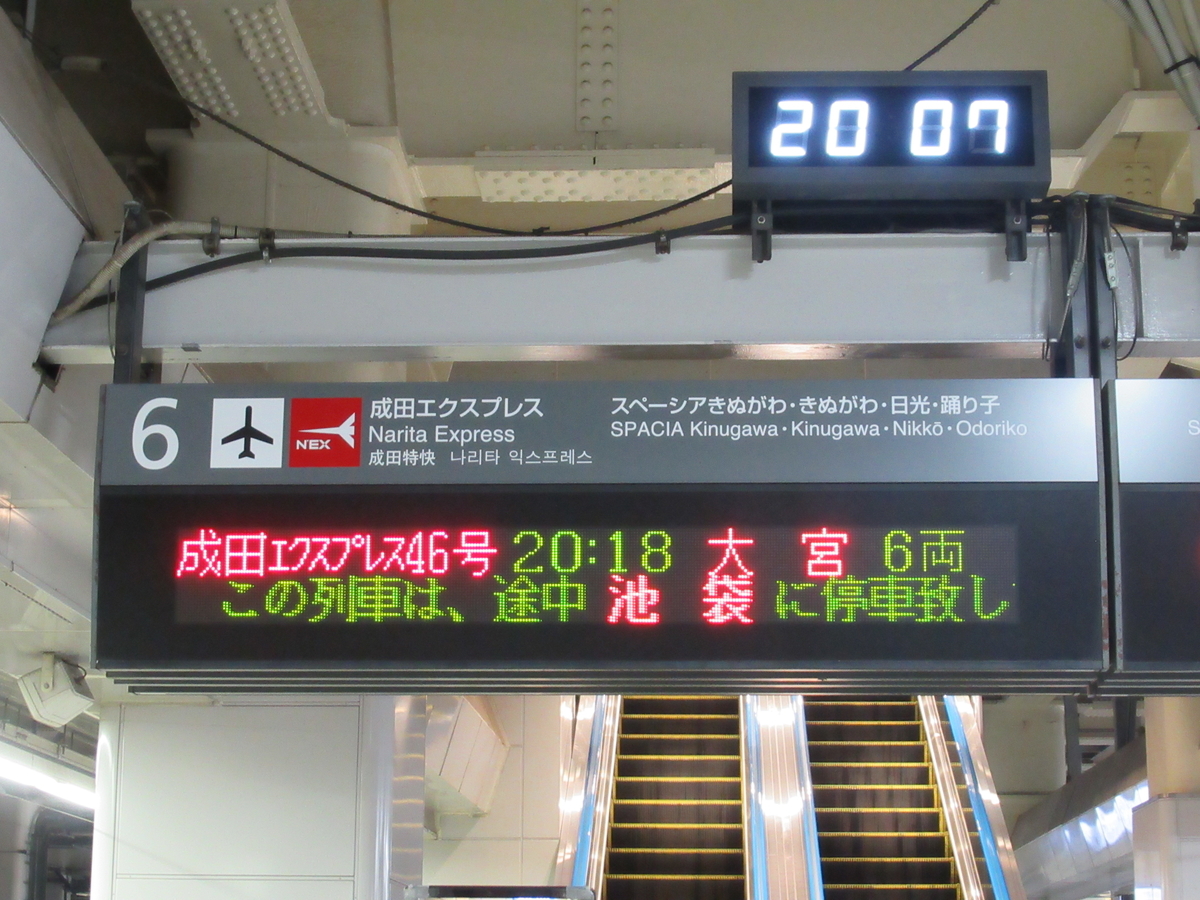 20 07
6
NEX
成田エクスプレス
Narita Express
成田特快 나리타 익스프레스
スペーシアきぬがわ・きぬがわ・日光・踊り子
SPACIA Kinugawa・Kinugawa・Nikkō・Odoriko
S
成田エクスプレス46号 20:18 大宮 6両
この列車は、途中 池袋 に停車致し